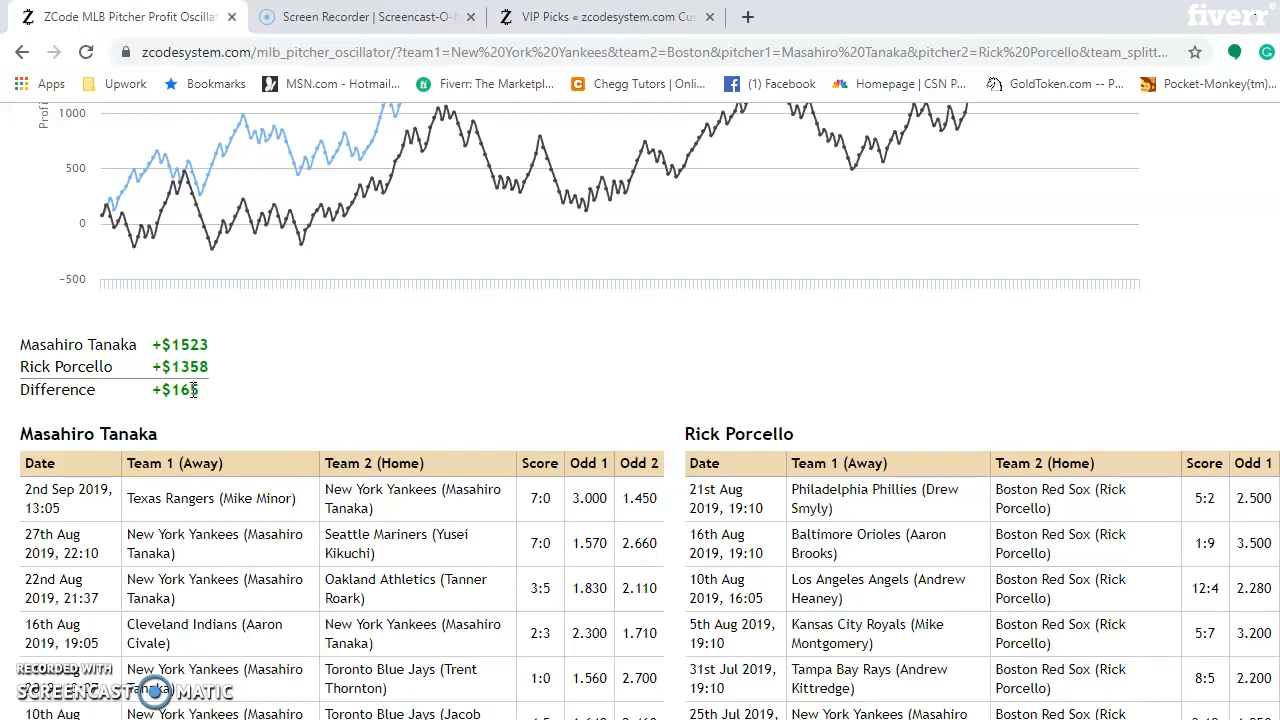 ZCode MLB Pitcher Profit Oscillat
Screen Recorder | Screencast-O-
VIP Picks « zcodesystem.com Cus
fiverr
zcodesystem.com/mlb_pitcher_oscillator/?team1=New%20York%20Yankees&team2=Boston&pitcher1=Masahiro%20Tanaka&pitcher2=Rick%20Porcello&team_splitt...
Apps
Upwork
Bookmarks
MSN.com - Hotmail...
Fiverr: The Marketpl...
Chegg Tutors | Onli...
(1) Facebook
Homepage | CSN P...
GoldToken.com -- P...
Pocket-Monkey(tm)...
Profi
1000
500
0
−500
Masahiro Tanaka +$1523
Rick Porcello +$1358
Difference +$165
Masahiro Tanaka
Date Team 1 (Away) Team 2 (Home) Score Odd 1 Odd 2
2nd Sep 2019, 13:05 Texas Rangers (Mike Minor) New York Yankees (Masahiro Tanaka) 7:0 3.000 1.450
27th Aug 2019, 22:10 New York Yankees (Masahiro Tanaka) Seattle Mariners (Yusei Kikuchi) 7:0 1.570 2.660
22nd Aug 2019, 21:37 New York Yankees (Masahiro Tanaka) Oakland Athletics (Tanner Roark) 3:5 1.830 2.110
16th Aug 2019, 19:05 Cleveland Indians (Aaron Civale) New York Yankees (Masahiro Tanaka) 2:3 2.300 1.710
New York Yankees (Masahiro Tanaka) Toronto Blue Jays (Trent Thornton) 1:0 1.560 2.700
10th Aug New York Yankees (Masahiro Toronto Blue Jays (Jacob
Rick Porcello
Date Team 1 (Away) Team 2 (Home) Score Odd 1
21st Aug 2019, 19:10 Philadelphia Phillies (Drew Smyly) Boston Red Sox (Rick Porcello) 5:2 2.500
16th Aug 2019, 19:10 Baltimore Orioles (Aaron Brooks) Boston Red Sox (Rick Porcello) 1:9 3.500
10th Aug 2019, 16:05 Los Angeles Angels (Andrew Heaney) Boston Red Sox (Rick Porcello) 12:4 2.280
5th Aug 2019, 19:10 Kansas City Royals (Mike Montgomery) Boston Red Sox (Rick Porcello) 5:7 3.200
31st Jul 2019, 19:10 Tampa Bay Rays (Andrew Kittredge) Boston Red Sox (Rick Porcello) 8:5 2.200
25th Jul 2019, New York Yankees (Masahiro Boston Red Sox (Rick
RECORDED WITH
SCREENCAST MATIC